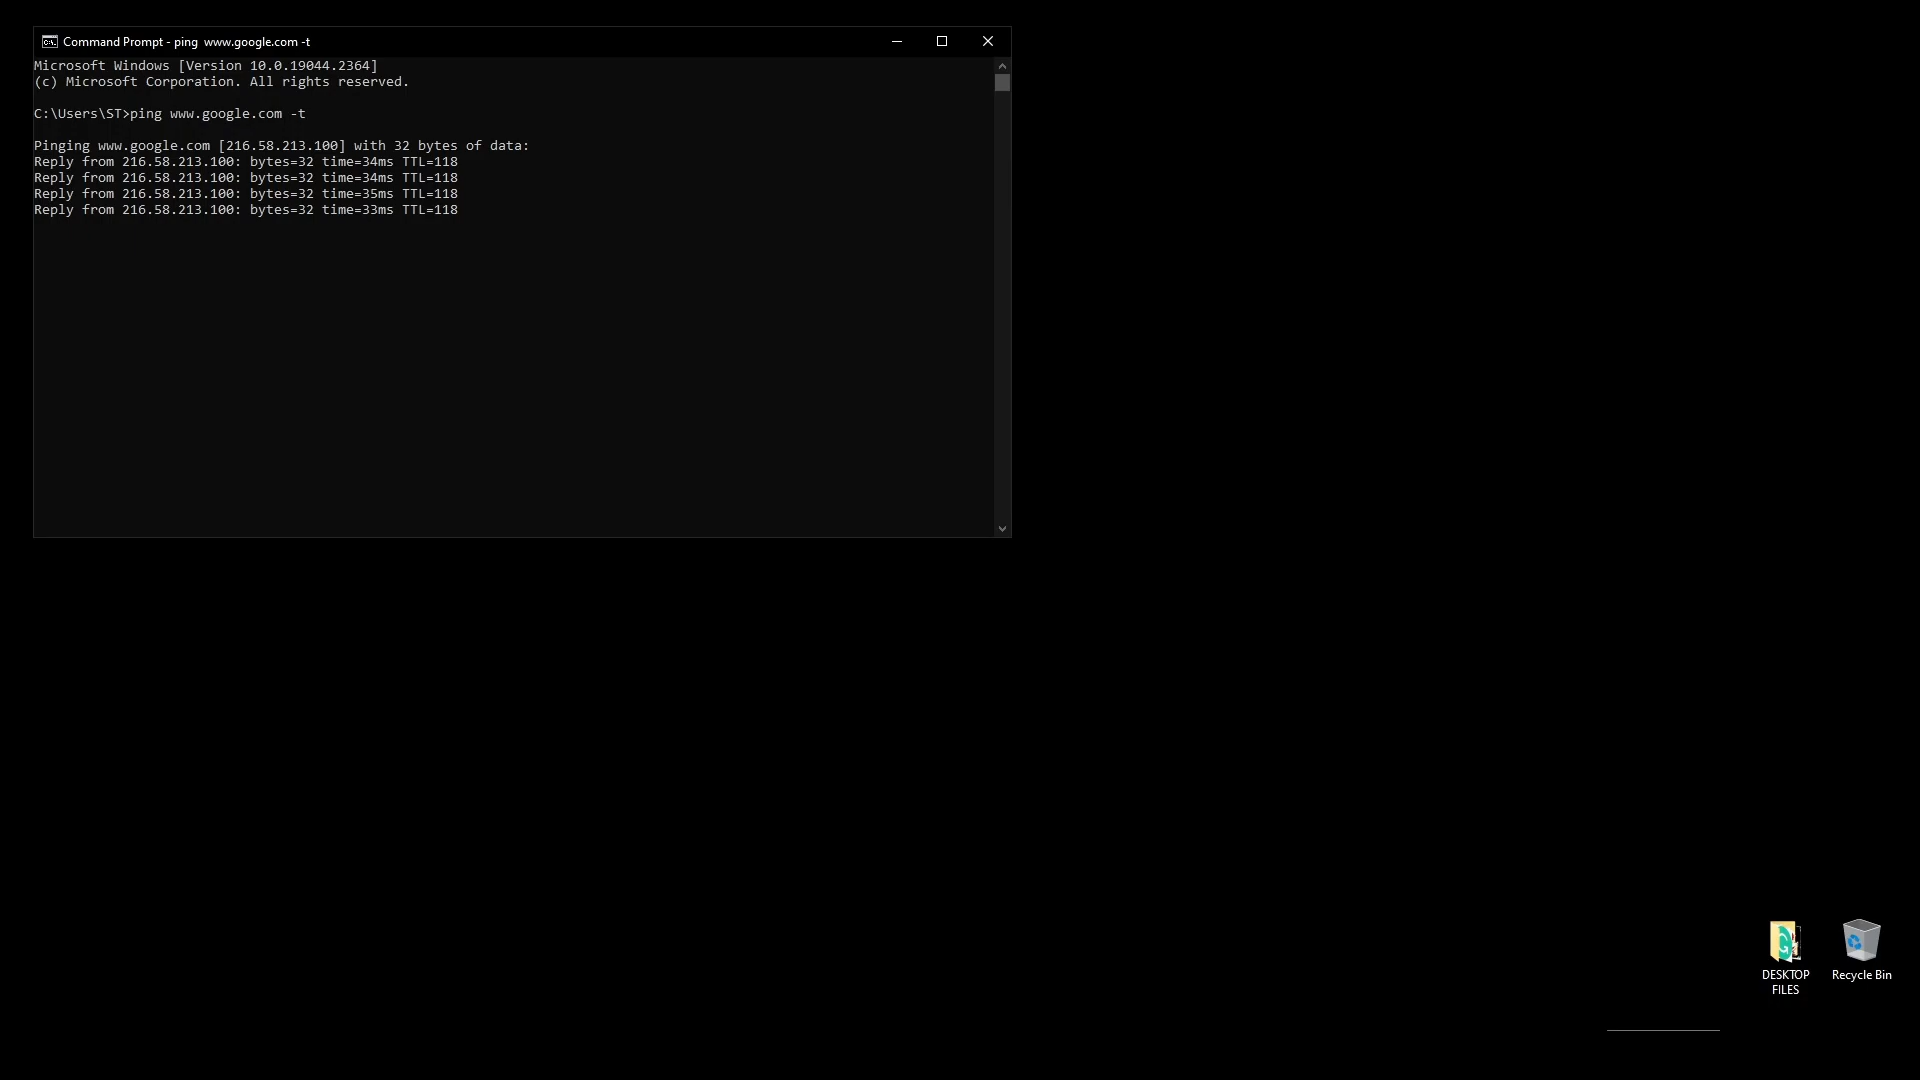 Command Prompt - ping  www.google.com -t
Microsoft Windows [Version 10.0.19044.2364]
(c) Microsoft Corporation. All rights reserved.
C:\Users\ST>ping www.google.com -t
Pinging www.google.com [216.58.213.100] with 32 bytes of data:
Reply from 216.58.213.100: bytes=32 time=34ms TTL=118
Reply from 216.58.213.100: bytes=32 time=34ms TTL=118
Reply from 216.58.213.100: bytes=32 time=35ms TTL=118
Reply from 216.58.213.100: bytes=32 time=33ms TTL=118
DESKTOP
FILES
Recycle Bin